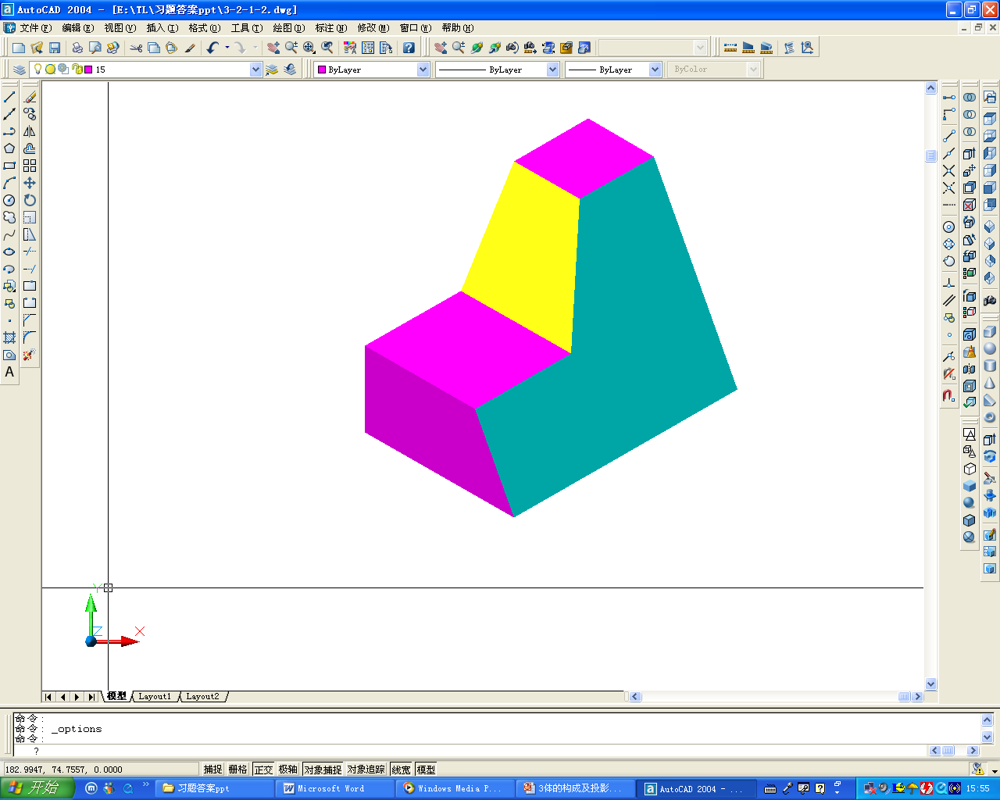 AutoCAD 2004 - [E:\TL\习题答案ppt\3-2-1-2.dwg]
文件(F) 编辑(E) 视图(V) 插入(I) 格式(O) 工具(T) 绘图(D) 标注(N) 修改(M) 窗口(W) 帮助(H)
15 ByLayer ByLayer ByLayer ByColor
A
Y
Z X
模型 Layout1 Layout2
命令:
命令: _options
命令:
?
182.9947, 74.7557, 0.0000 捕捉 栅格 正交 极轴 对象捕捉 对象追踪 线宽 模型
开始 习题答案ppt Microsoft Word Windows Media P... 3体的构成及投影... AutoCAD 2004 - ... 15:55